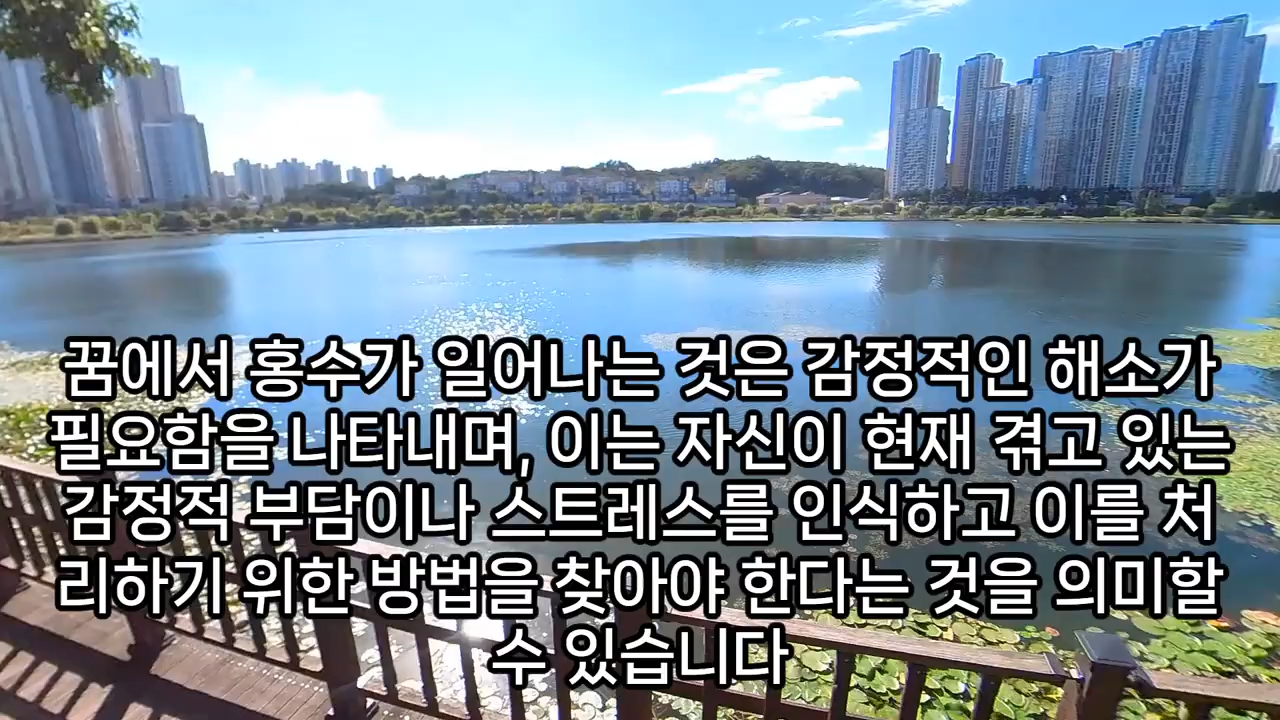 꿈에서 홍수가 일어나는 것은 감정적인 해소가
필요함을 나타내며, 이는 자신이 현재 겪고 있는
감정적 부담이나 스트레스를 인식하고 이를 처
리하기 위한 방법을 찾아야 한다는 것을 의미할
수 있습니다